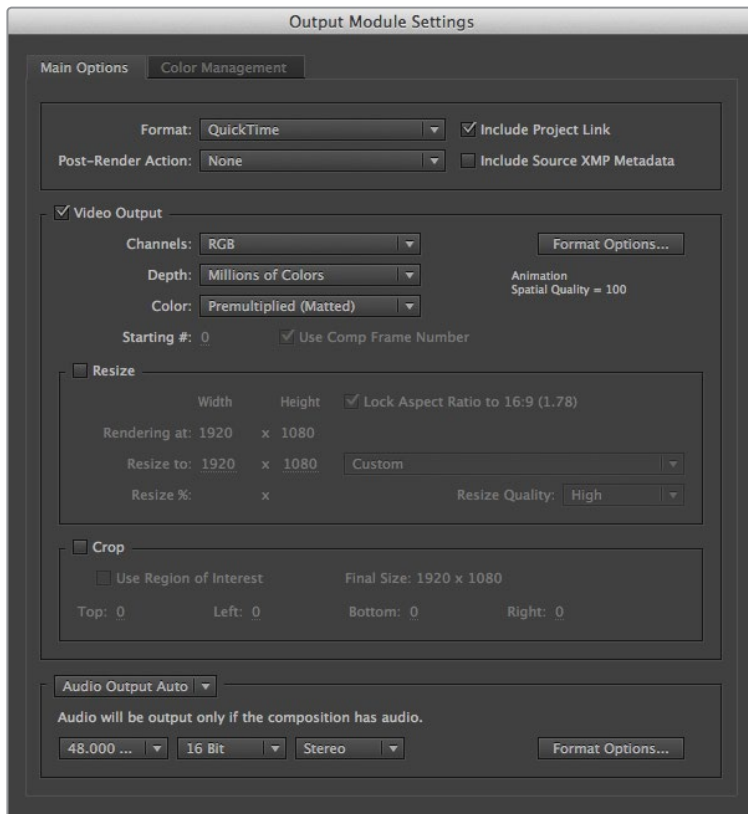 Output Module Settings
Main Options Color Management
Format: QuickTime Include Project Link
Post-Render Action: None Include Source XMP Metadata
Video Output
Channels: RGB Format Options...
Depth: Millions of Colors Animation
Spatial Quality = 100
Color: Premultiplied (Matted)
Starting #: 0 Use Comp Frame Number
Resize
Width Height Lock Aspect Ratio to 16:9 (1.78)
Rendering at: 1920 x 1080
Resize to: 1920 x 1080 Custom
Resize %: x Resize Quality: High
Crop
Use Region of Interest Final Size: 1920 x 1080
Top: 0 Left: 0 Bottom: 0 Right: 0
Audio Output Auto
Audio will be output only if the composition has audio.
48.000 ... 16 Bit Stereo Format Options...